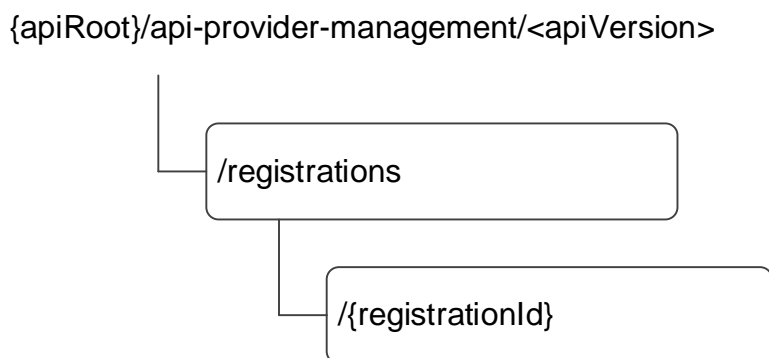 {apiRoot}/api-provider-management/<apiVersion>
/registrations
/{registrationId}